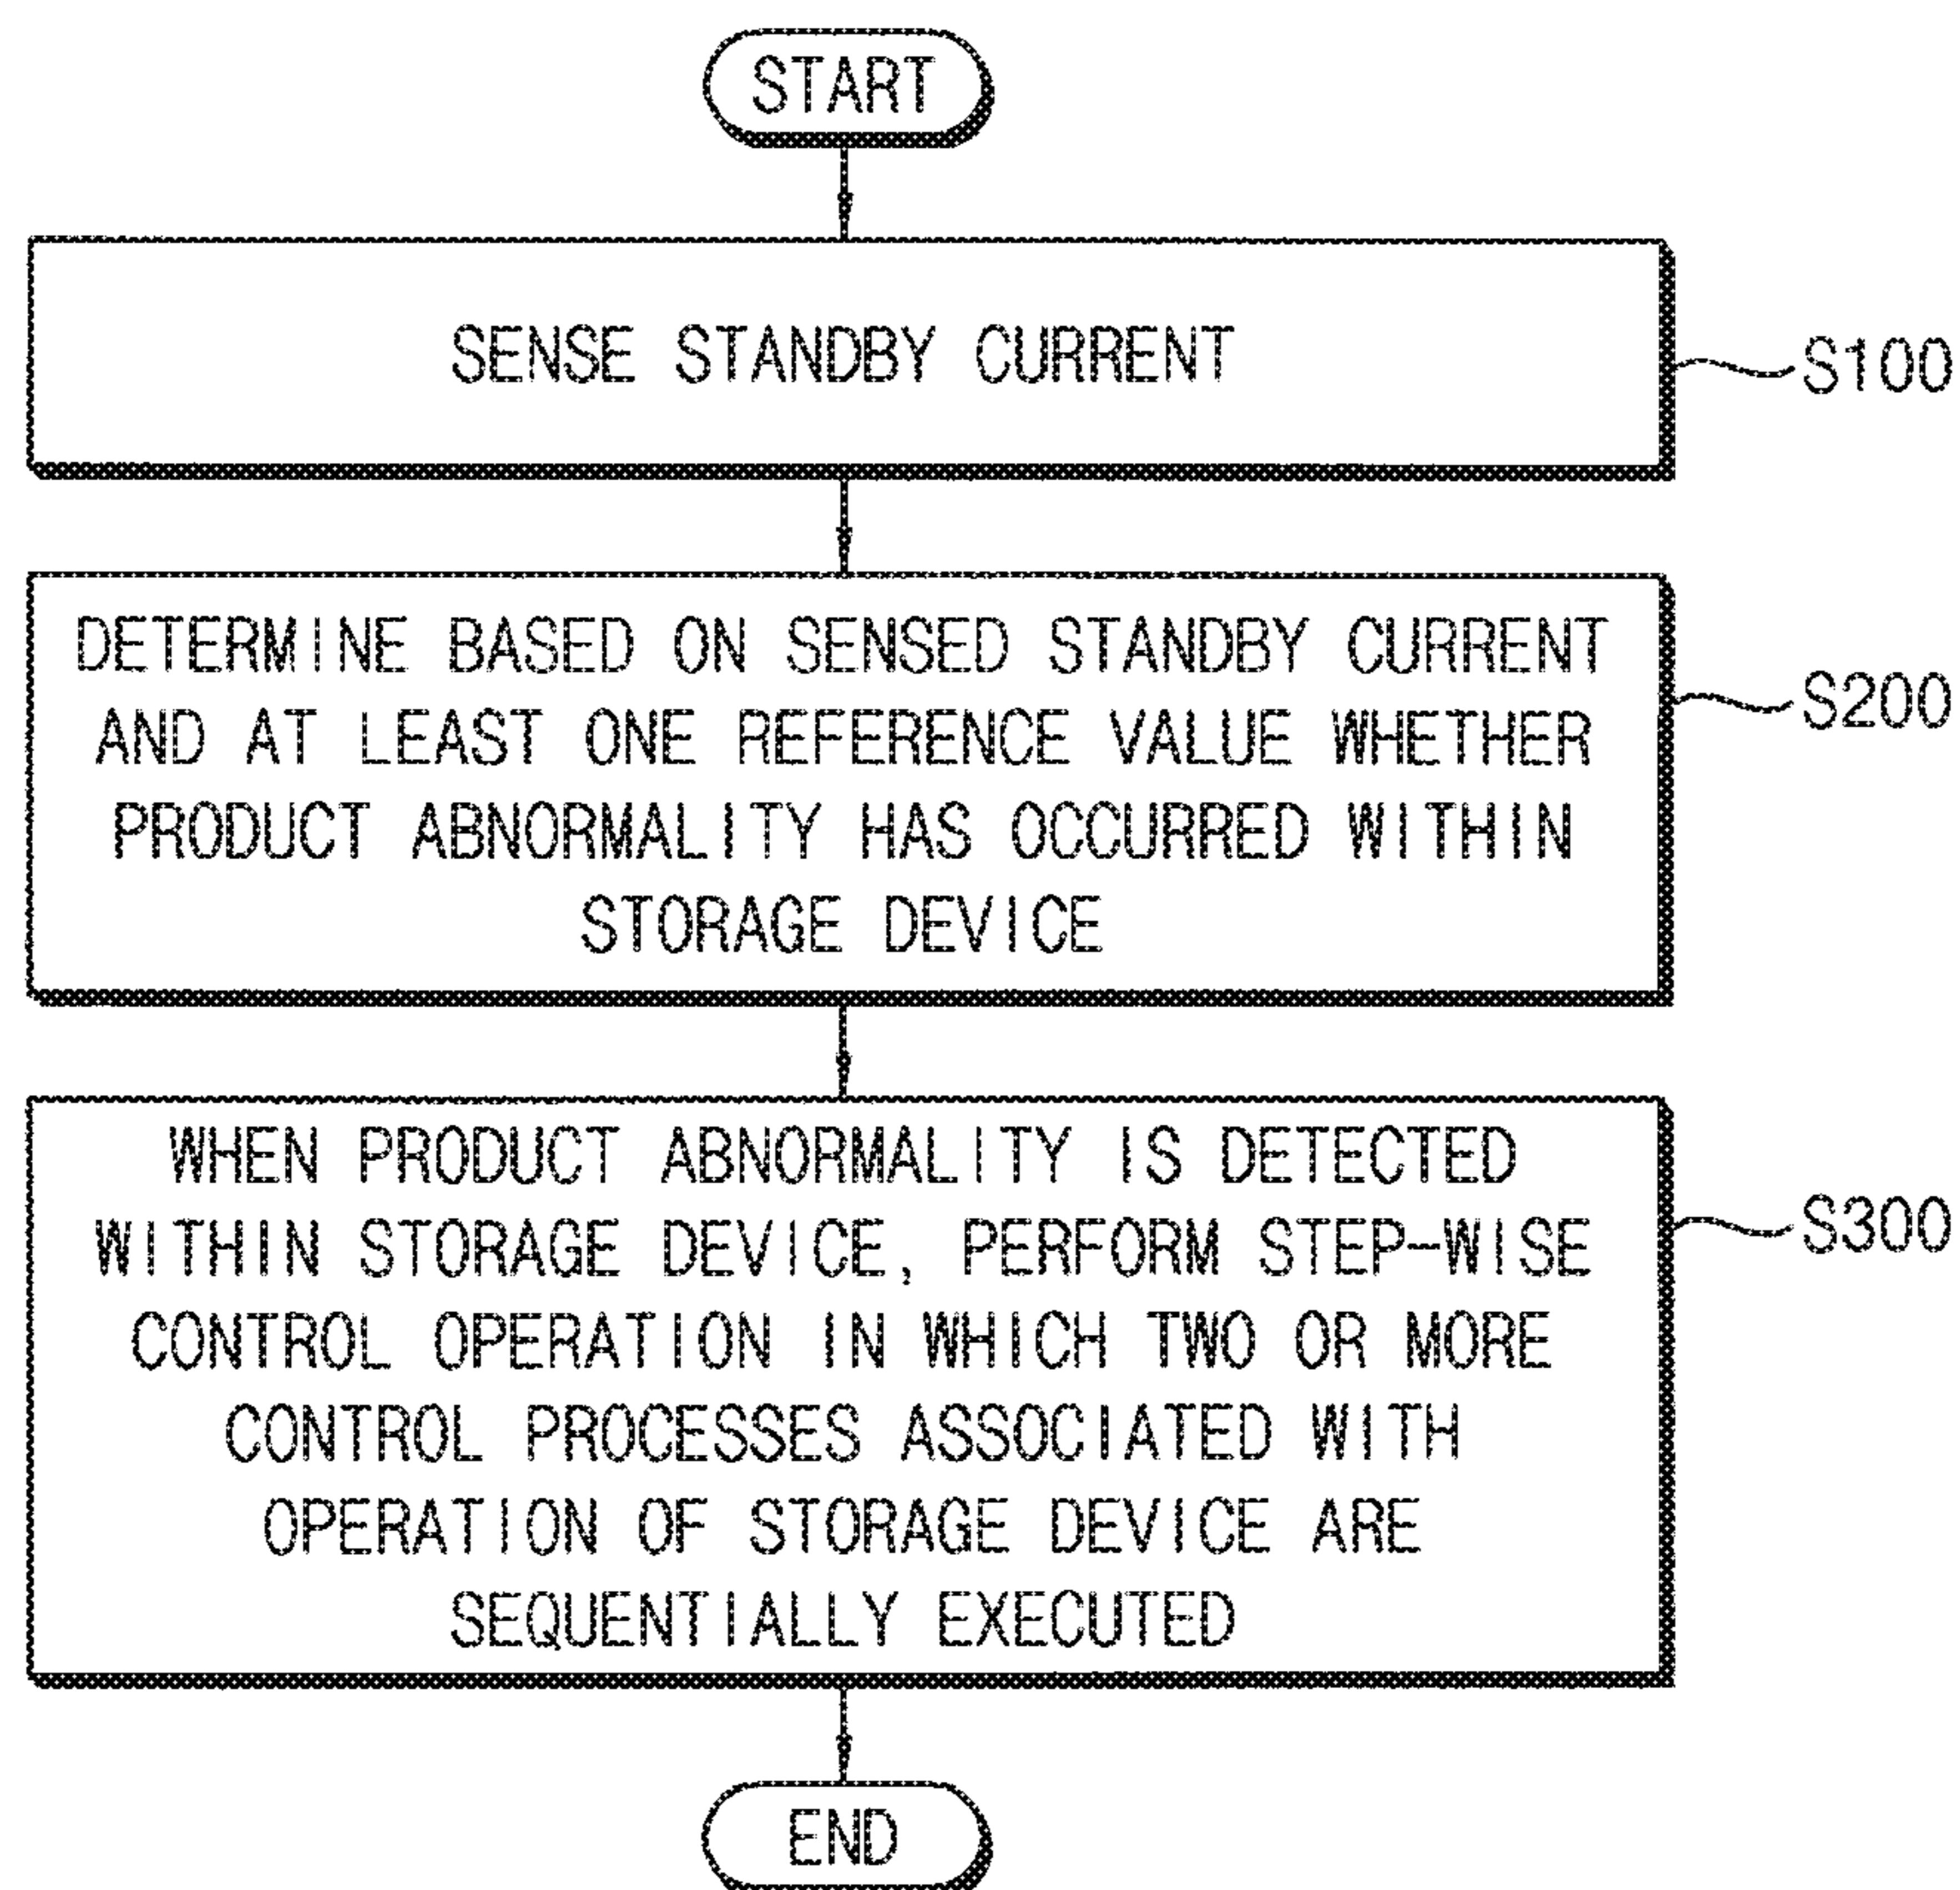 START
SENSE STANDBY CURRENT
S100
DETERMINE BASED ON SENSED STANDBY CURRENT
AND AT LEAST ONE REFERENCE VALUE WHETHER
PRODUCT ABNORMALITY HAS OCCURRED WITHIN
STORAGE DEVICE
S200
WHEN PRODUCT ABNORMALITY IS DETECTED
WITHIN STORAGE DEVICE, PERFORM STEP-WISE
CONTROL OPERATION IN WHICH TWO OR MORE
CONTROL PROCESSES ASSOCIATED WITH
OPERATION OF STORAGE DEVICE ARE
SEQUENTIALLY EXECUTED
S300
END